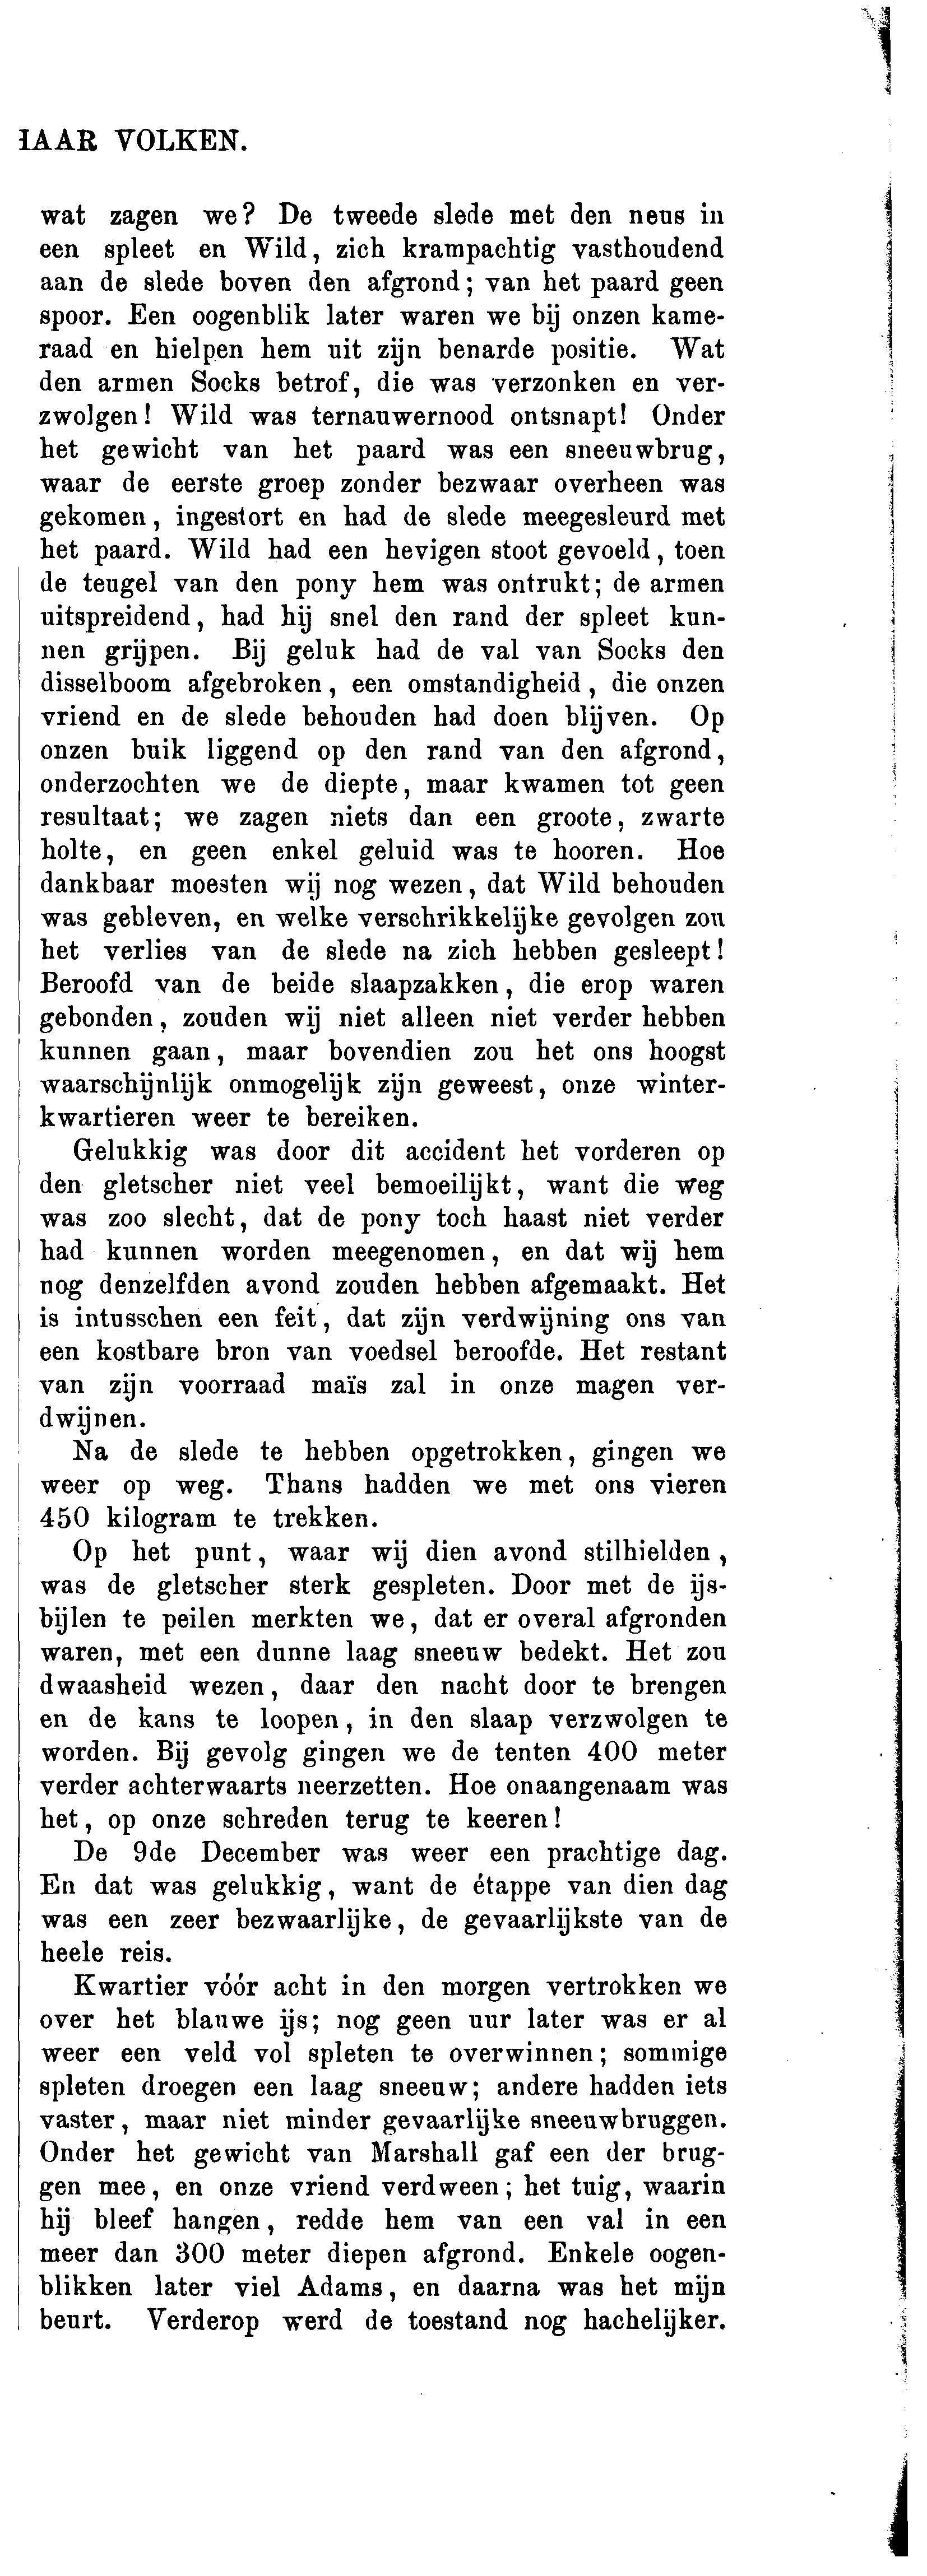 HAAR VOLKEN.
wat zagen we? De tweede slede met den neus in
een spleet en Wild, zich krampachtig vasthoudend
aan de slede boven den afgrond; van het paard geen
spoor. Een oogenblik later waren we bij onzen kame-
raad en hielpen hem uit zijn benarde positie. Wat
den armen Socks betrof, die was verzonken en ver-
zwolgen! Wild was ternauwernood ontsnapt! Onder
het gewicht van het paard was een sneeuwbrug,
waar de eerste groep zonder bezwaar overheen was
gekomen, ingestort en had de slede meegesleurd met
het paard. Wild had een hevigen stoot gevoeld, toen
de teugel van den pony hem was ontrukt; de armen
uitspreidend, had hij snel den rand der spleet kun-
nen grijpen. Bij geluk had de val van Socks den
disselboom afgebroken, een omstandigheid, die onzen
vriend en de slede behouden had doen blijven. Op
onzen buik liggend op den rand van den afgrond,
onderzochten we de diepte, maar kwamen tot geen
resultaat; we zagen niets dan een groote, zwarte
holte, en geen enkel geluid was te hooren. Hoe
dankbaar moesten wij nog wezen, dat Wild behouden
was gebleven, en welke verschrikkelijke gevolgen zou
het verlies van de slede na zich hebben gesleept!
Beroofd van de beide slaapzakken, die erop waren
gebonden, zouden wij niet alleen niet verder hebben
kunnen gaan, maar bovendien zou het ons hoogst
waarschijnlijk onmogelijk zijn geweest, onze winter-
kwartieren weer te bereiken.
Gelukkig was door dit accident het vorderen op
den gletscher niet veel bemoeilijkt, want die weg
was zoo slecht, dat de pony toch haast niet verder
had kunnen worden meegenomen, en dat wij hem
nog denzelfden avond zouden hebben afgemaakt. Het
is intusschen een feit, dat zijn verdwijning ons van
een kostbare bron van voedsel beroofde. Het restant
van zijn voorraad maïs zal in onze magen ver-
dwijnen.
Na de slede te hebben opgetrokken, gingen we
weer op weg. Thans hadden we met ons vieren
450 kilogram te trekken.
Op het punt, waar wij dien avond stilhielden,
was de gletscher sterk gespleten. Door met de ijs-
bijlen te peilen merkten we, dat er overal afgronden
waren, met een dunne laag sneeuw bedekt. Het zou
dwaasheid wezen, daar den nacht door te brengen
en de kans te loopen, in den slaap verzwolgen te
worden. Bij gevolg gingen we de tenten 400 meter
verder achterwaarts neerzetten. Hoe onaangenaam was
het, op onze schreden terug te keeren!
De 9de December was weer een prachtige dag.
En dat was gelukkig, want de étappe van dien dag
was een zeer bezwaarlijke, de gevaarlijkste van de
heele reis.
Kwartier vóór acht in den morgen vertrokken we
over het blauwe ijs; nog geen uur later was er al
weer een veld vol spleten te overwinnen; sommige
spleten droegen een laag sneeuw; andere hadden iets
vaster, maar niet minder gevaarlijke sneeuwbruggen.
Onder het gewicht van Marshall gaf een der brug-
gen mee, en onze vriend verdween; het tuig, waarin
hij bleef hangen, redde hem van een val in een
meer dan 300 meter diepen afgrond. Enkele oogen-
blikken later viel Adams, en daarna was het mijn
beurt. Verderop werd de toestand nog hachelijker.